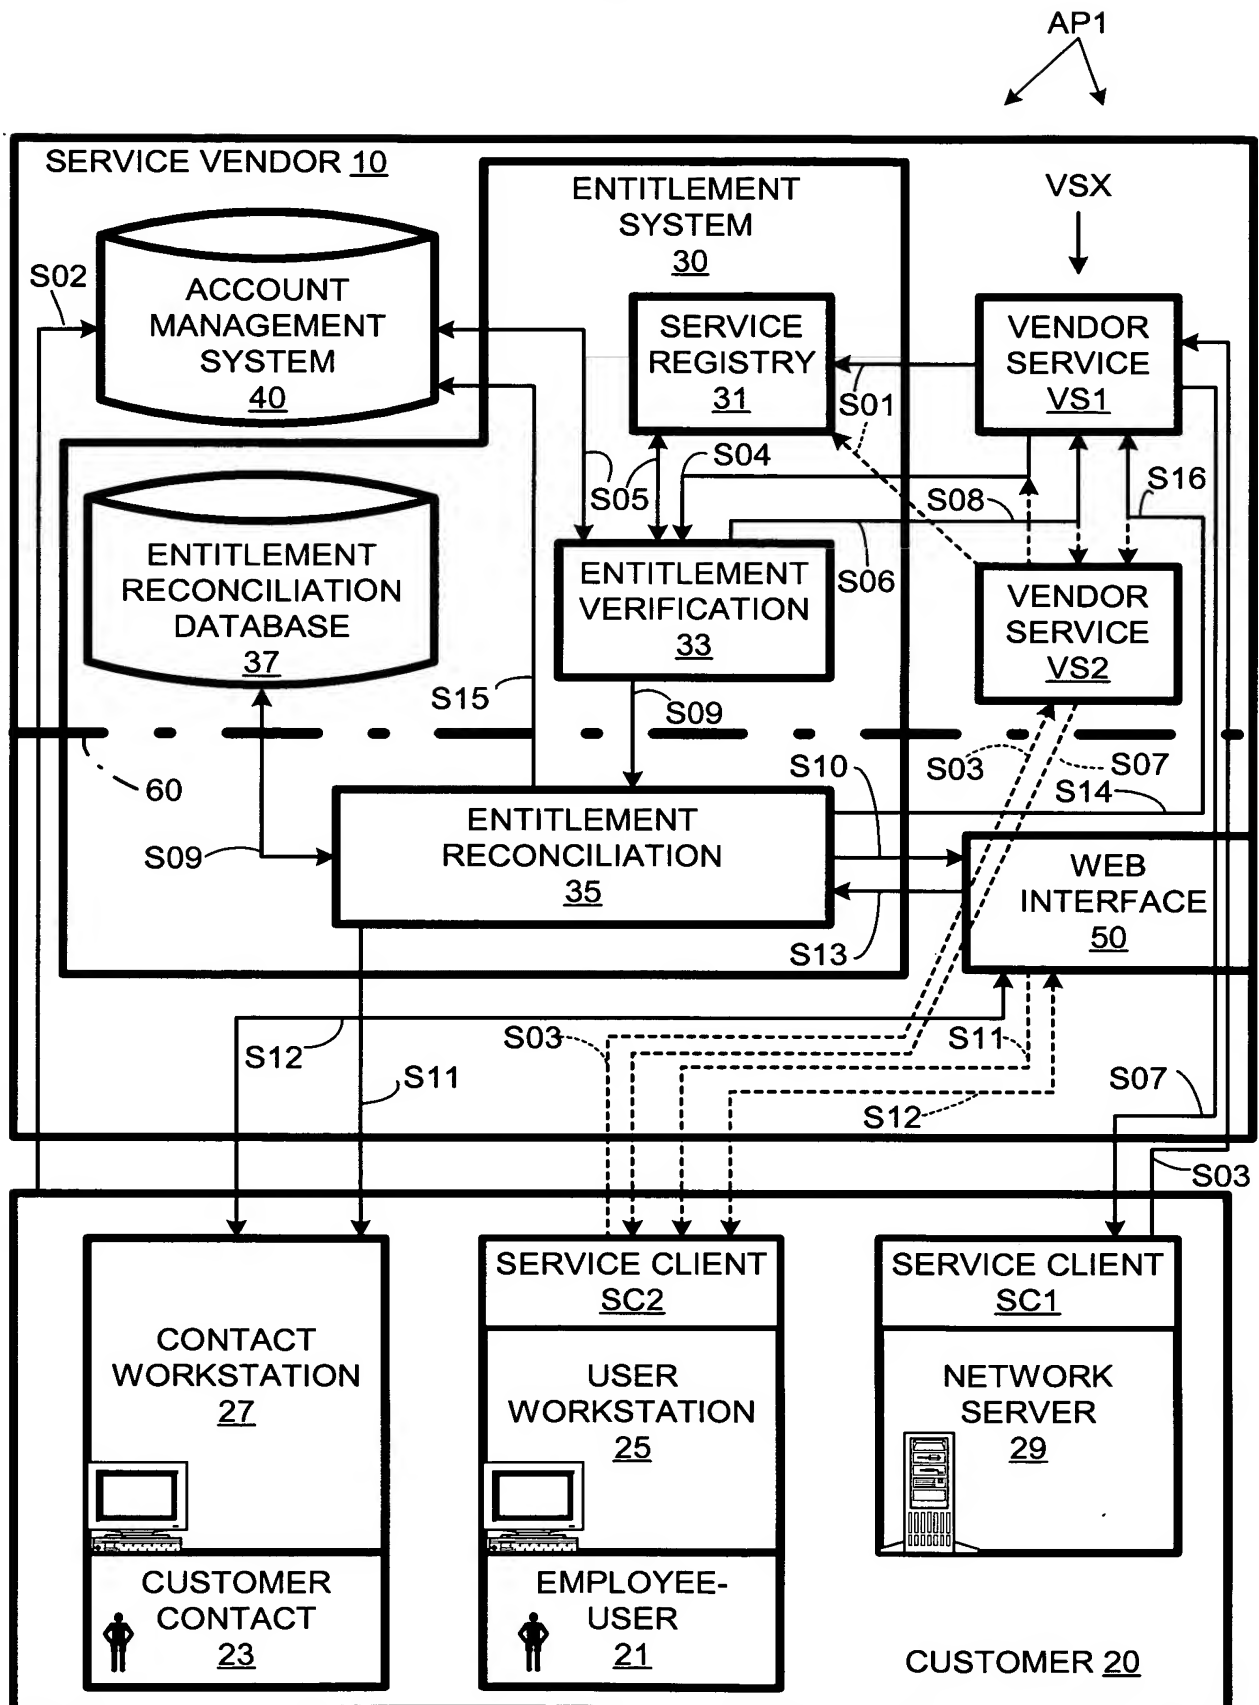 AP1
SERVICE VENDOR 10
ENTITLEMENT
SYSTEM
30
VSX
S02
ACCOUNT
MANAGEMENT
SYSTEM
40
SERVICE
REGISTRY
31
VENDOR
SERVICE
VS1
S01
S05
S04
S08
S16
ENTITLEMENT
RECONCILIATION
DATABASE
37
ENTITLEMENT
VERIFICATION
33
S06
VENDOR
SERVICE
VS2
S15
S09
60
S10
S03
S07
S14
S09
ENTITLEMENT
RECONCILIATION
35
WEB
INTERFACE
50
S13
S12
S11
S03
S11
S12
S07
S03
CONTACT
WORKSTATION
27
CUSTOMER
CONTACT
23
SERVICE CLIENT
SC2
USER
WORKSTATION
25
EMPLOYEE-
USER
21
SERVICE CLIENT
SC1
NETWORK
SERVER
29
CUSTOMER 20